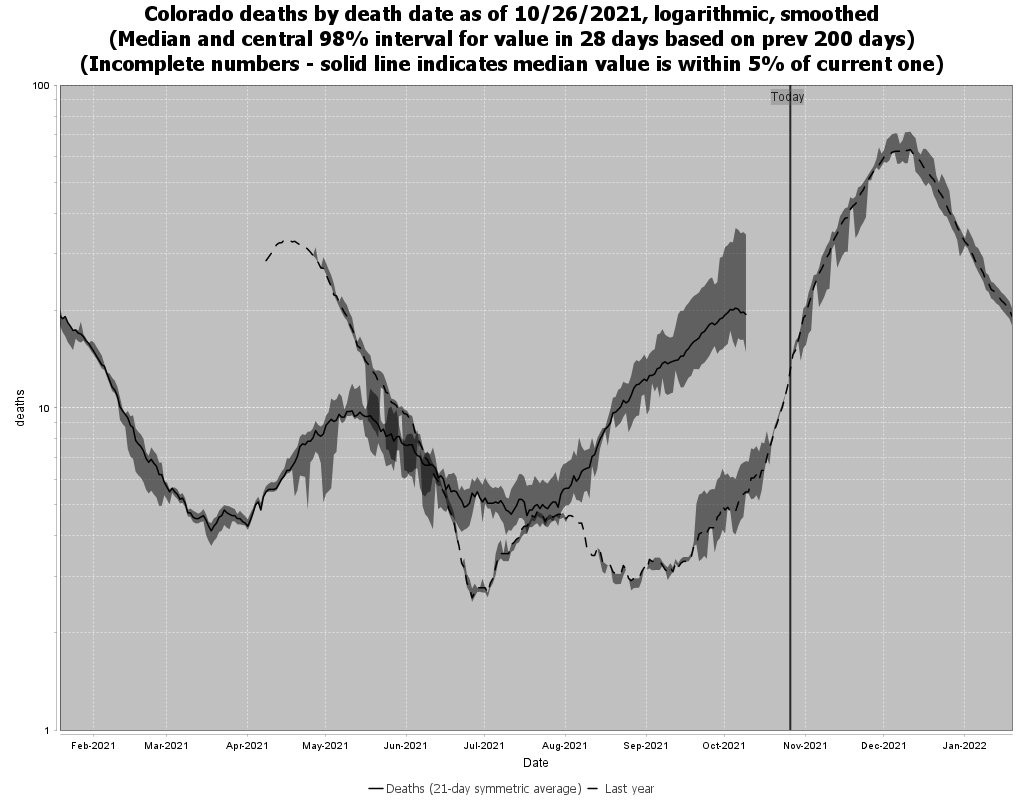 Colorado deaths by death date as of 10/26/2021, logarithmic, smoothed
(Median and central 98% interval for value in 28 days based on prev 200 days)
(Incomplete numbers - solid line indicates median value is within 5% of current one)
Today
100
10
1
deaths
Feb-2021 Mar-2021 Apr-2021 May-2021 Jun-2021 Jul-2021 Aug-2021 Sep-2021 Oct-2021 Nov-2021 Dec-2021 Jan-2022
Date
Deaths (21-day symmetric average) Last year